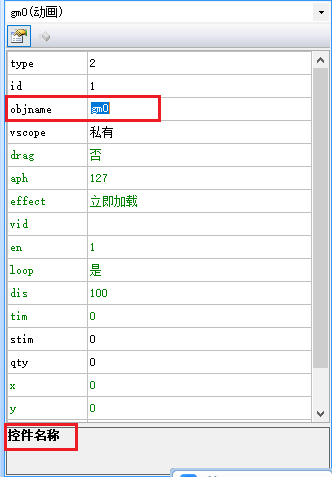 gm0(动画)
type 2
id 1
objname gm0
vscope 私有
drag 否
aph 127
effect 立即加载
vid
en 1
loop 是
dis 100
tim 0
stim 0
qty 0
x 0
y 0
控件名称